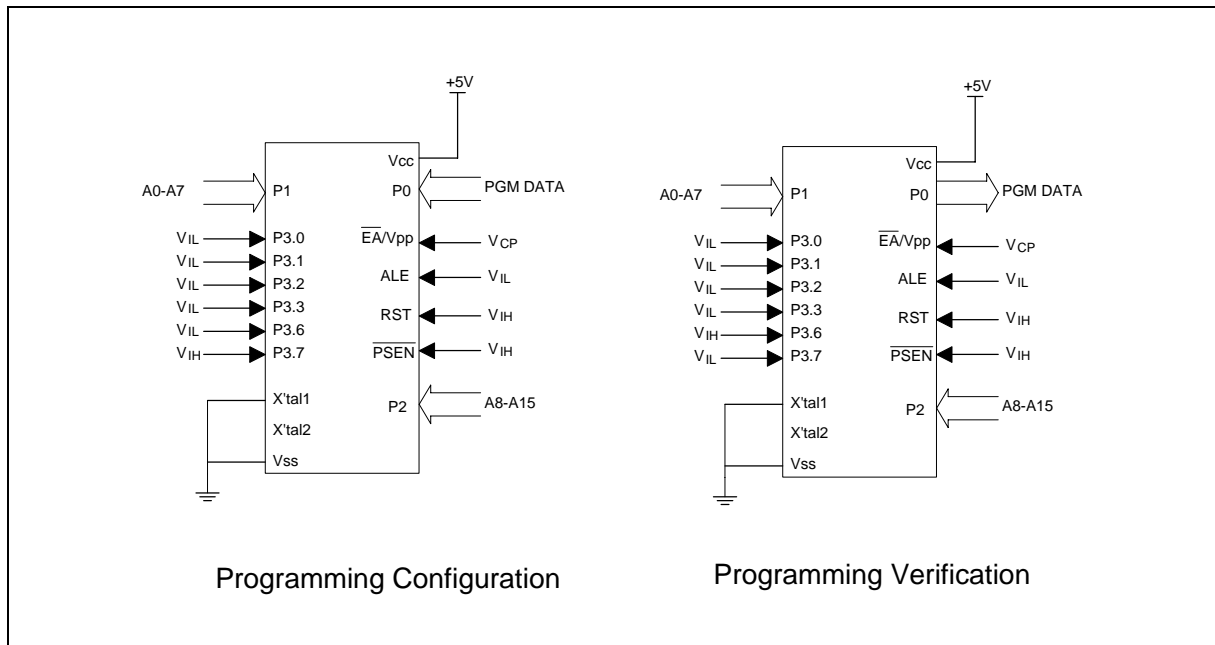 +5V
Vcc
A0-A7
P1
P0
PGM DATA
VIL
P3.0
EA/Vpp
VCP
VIL
P3.1
VIL
P3.2
ALE
VIL
VIL
P3.3
RST
VIH
VIL
P3.6
VIH
P3.7
PSEN
VIH
X'tal1
P2
A8-A15
X'tal2
Vss
Programming Configuration
+5V
Vcc
A0-A7
P1
P0
PGM DATA
VIL
P3.0
EA/Vpp
VCP
VIL
P3.1
VIL
P3.2
ALE
VIL
VIL
P3.3
RST
VIH
VIH
P3.6
VIL
P3.7
PSEN
VIH
X'tal1
P2
A8-A15
X'tal2
Vss
Programming Verification